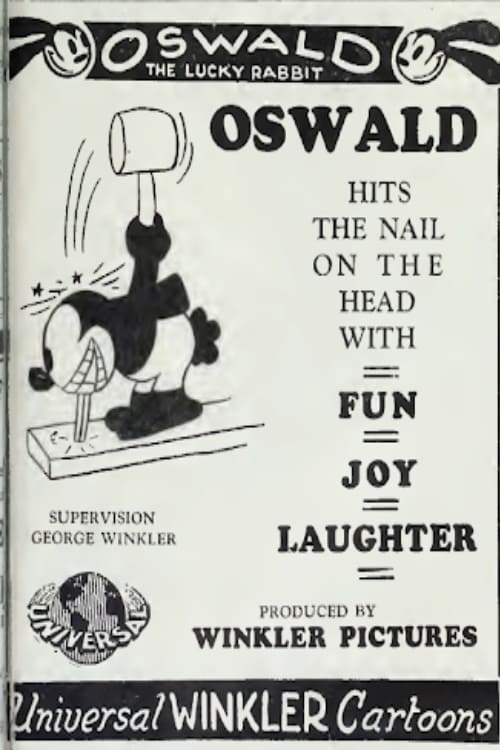 OSWALD
THE LUCKY RABBIT
OSWALD
HITS
THE NAIL
ON THE
HEAD
WITH
FUN
JOY
LAUGHTER
SUPERVISION
GEORGE WINKLER
UNIVERSAL
PRODUCED BY
WINKLER PICTURES
Universal WINKLER Cartoons